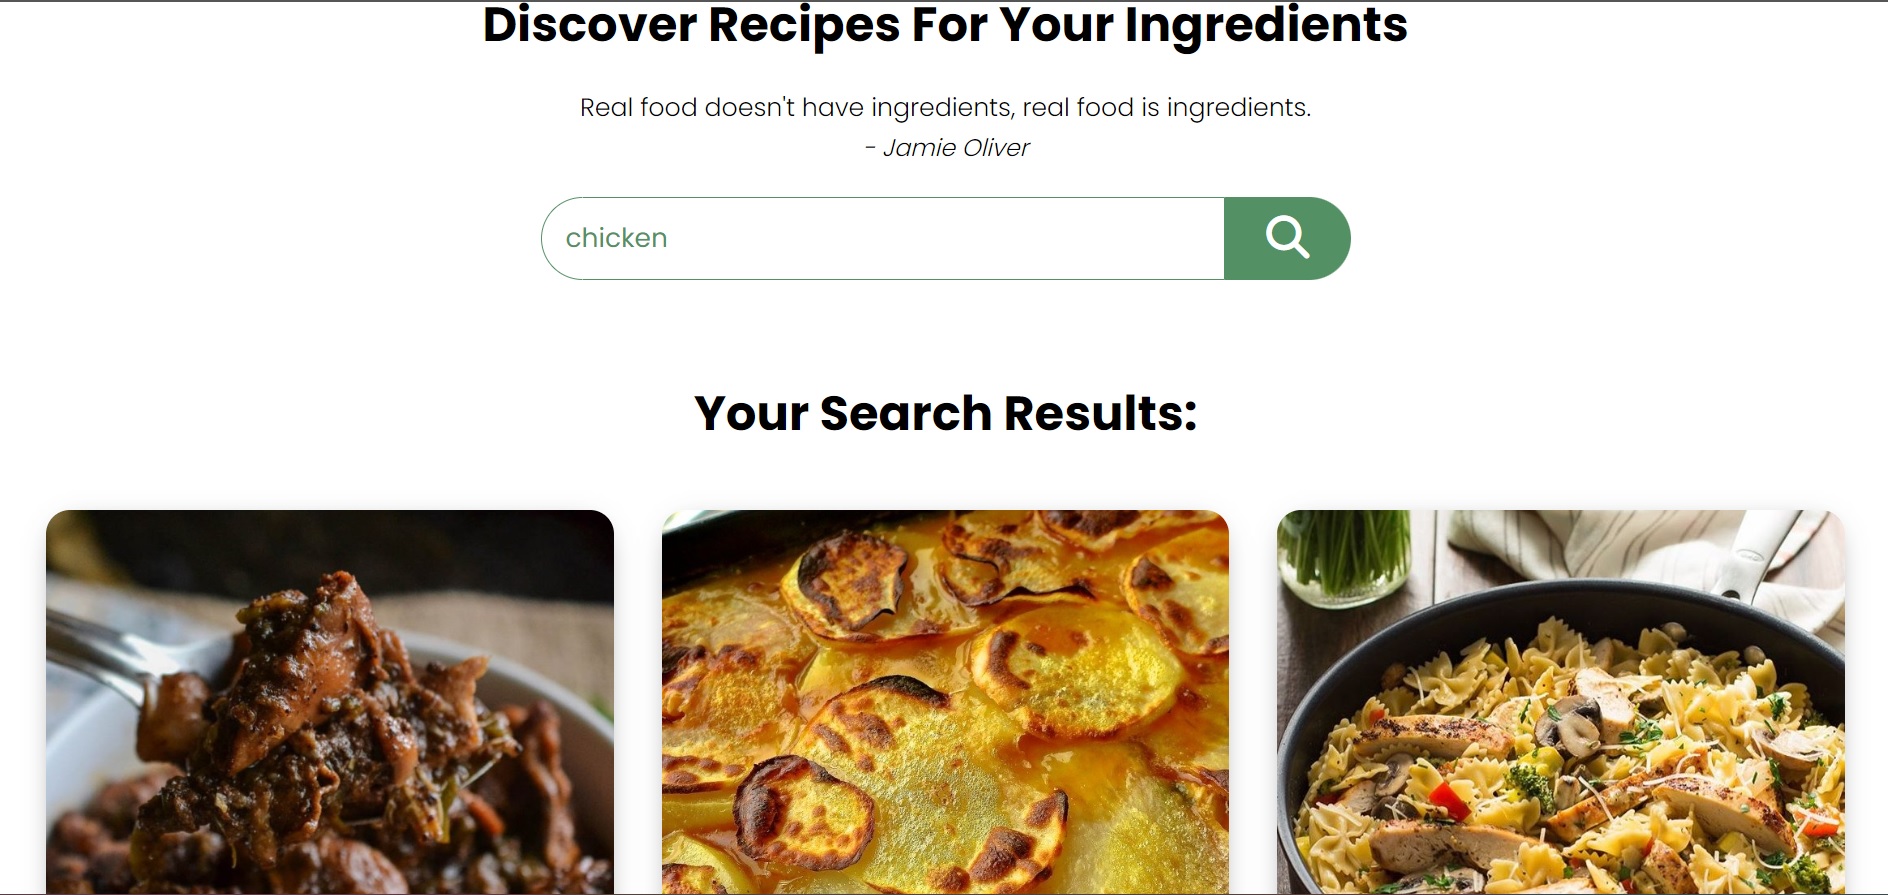 Discover Recipes For Your Ingredients
Real food doesn't have ingredients, real food is ingredients.
- Jamie Oliver
chicken
Your Search Results: